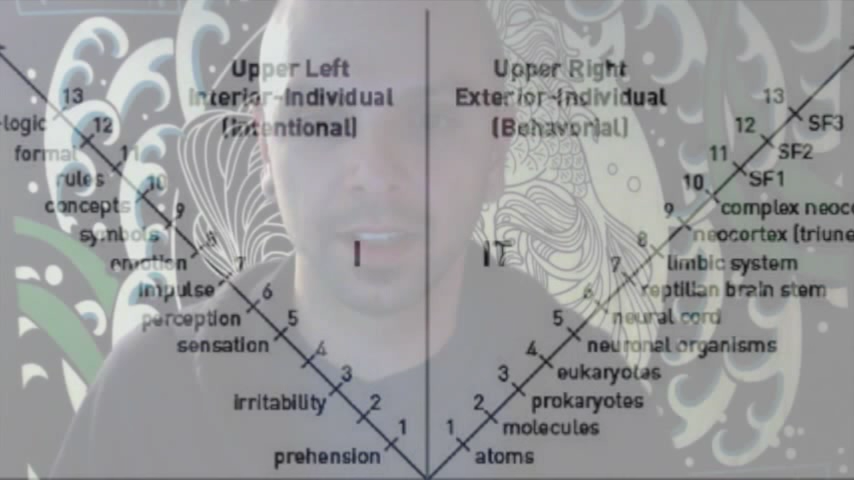 Upper Left
Interior-Individual
(Intentional)
Upper Right
Exterior-Individual
(Behavorial)
13
-logic
12
formal
11
rules
10
concepts
9
symbols
8
emotion
7
impulse
6
perception
5
sensation
4
3
irritability
2
1
prehension
I
IT
13
SF3
12
SF2
11
SF1
10
complex neoco
9
neocortex (triune
8
limbic system
7
reptilian brain stem
6
neural cord
5
neuronal organisms
4
eukaryotes
3
prokaryotes
2
molecules
1
atoms